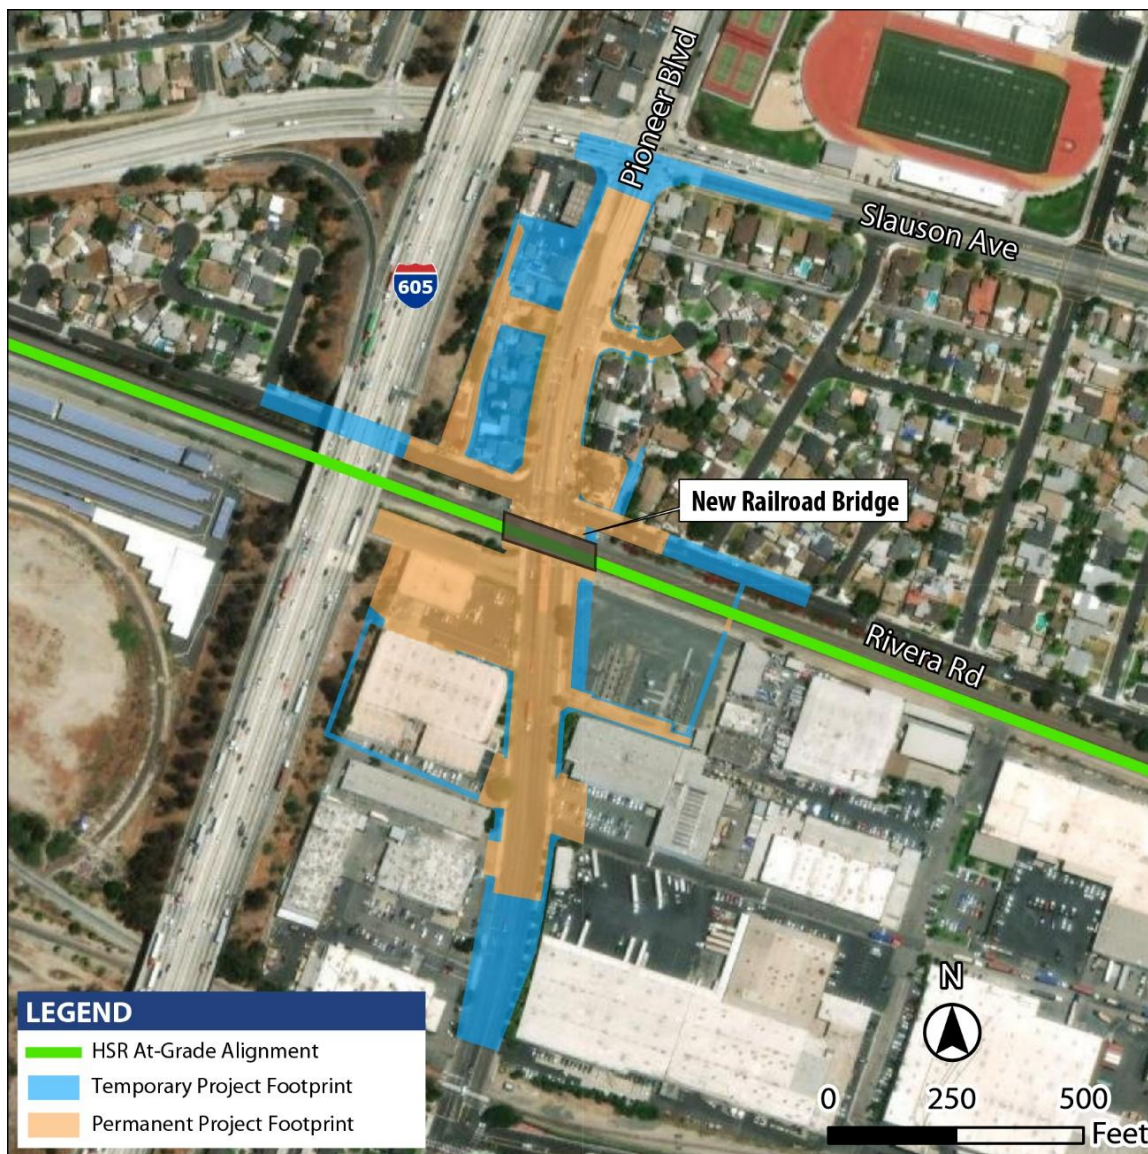 Pioneer Blvd
Slauson Ave
605
New Railroad Bridge
Rivera Rd
LEGEND
HSR At-Grade Alignment
Temporary Project Footprint
Permanent Project Footprint
N
0 250 500
Feet